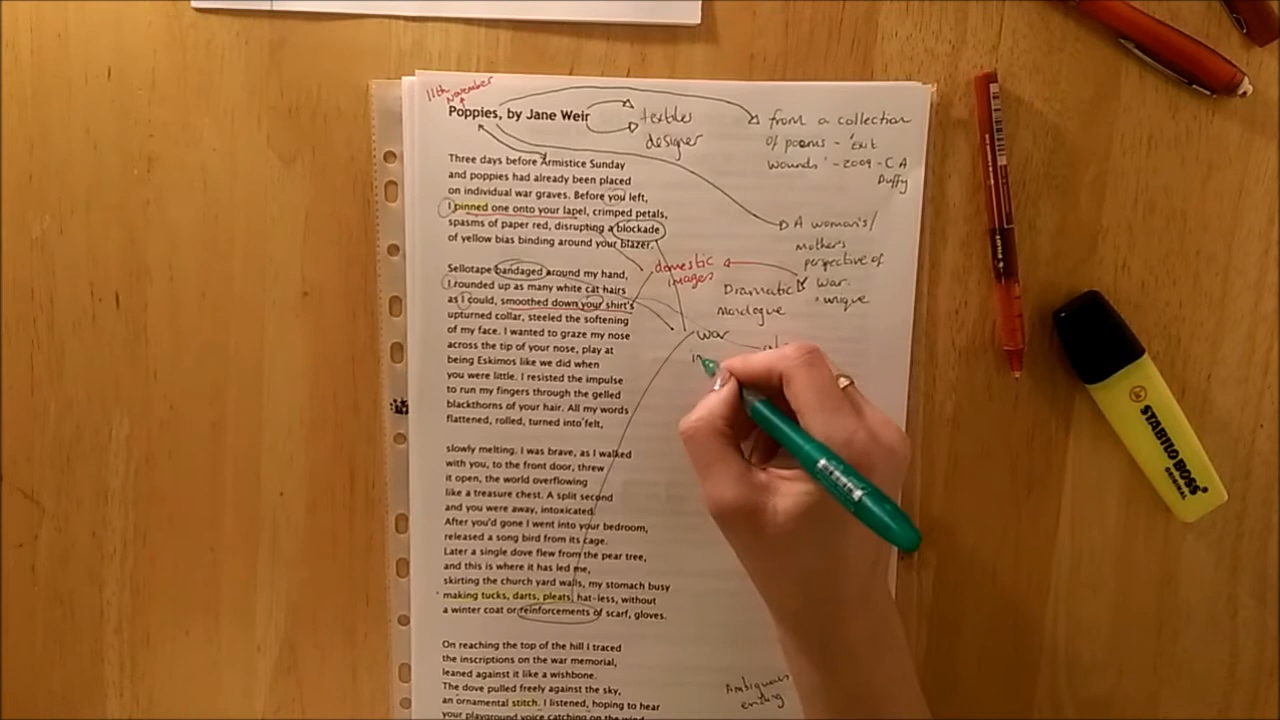 11th November
Poppies, by Jane Weir
textiles
designer
from a collection
of poems - 'Exit
Wounds' - 2009 - C A
Duffy
Three days before Armistice Sunday
and poppies had already been placed
on individual war graves. Before you left,
I pinned one onto your lapel, crimped petals,
spasms of paper red, disrupting a blockade
of yellow bias binding around your blazer.
A woman's/
mother's
perspective of
war.
unique
domestic
images
Dramatic
monologue
war
Sellotape bandaged around my hand,
I rounded up as many white cat hairs
as I could, smoothed down your shirt's
upturned collar, steeled the softening
of my face. I wanted to graze my nose
across the tip of your nose, play at
being Eskimos like we did when
you were little. I resisted the impulse
to run my fingers through the gelled
blackthorns of your hair. All my words
flattened, rolled, turned into felt,
slowly melting. I was brave, as I walked
with you, to the front door, threw
it open, the world overflowing
like a treasure chest. A split second
and you were away, intoxicated.
After you'd gone I went into your bedroom,
released a song bird from its cage.
Later a single dove flew from the pear tree,
and this is where it has led me,
skirting the church yard walls, my stomach busy
making tucks, darts, pleats, hat-less, without
a winter coat or reinforcements of scarf, gloves.
On reaching the top of the hill I traced
the inscriptions on the war memorial,
leaned against it like a wishbone.
The dove pulled freely against the sky,
an ornamental stitch. I listened, hoping to hear
your playground voice catching on the wind
Ambiguous
ending
STABILO BOSS
ORIGINAL
PILOT